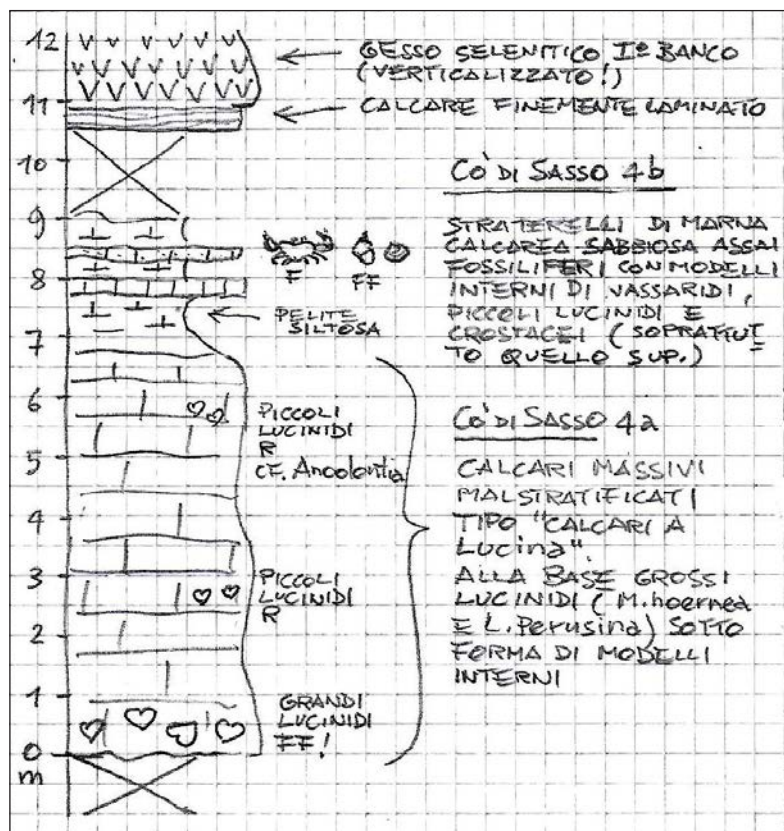 12
11
10
9
8
7
6
5
4
3
2
1
0
m
GESSO SELENITICO Iº BANCO
(VERTICALIZZATO!)
CALCARE FINEMENTE LAMINATO
CO' DI SASSO 4b
STRATERELLI DI MARNA
CALCAREA SABBIOSA ASSAI
FOSSILIFERI CON MODELLI
INTERNI DI VASSARIDI,
PICCOLI LUCINIDI E
CROSTACEI (SOPRATTUT
TO QUELLO SUP.)
F
FF
PELITE
SILTOSA
PICCOLI
LUCINIDI
R
CF. Anodontia
PICCOLI
LUCINIDI
R
GRANDI
LUCINIDI
FF!
CO' DI SASSO 4a
CALCARI MASSIVI
MALSTRATIFICATI
TIPO "CALCARI A
LUCINA".
ALLA BASE GROSSI
LUCINIDI (M. hoernea
E L. Perusina) SOTTO
FORMA DI MODELLI
INTERNI